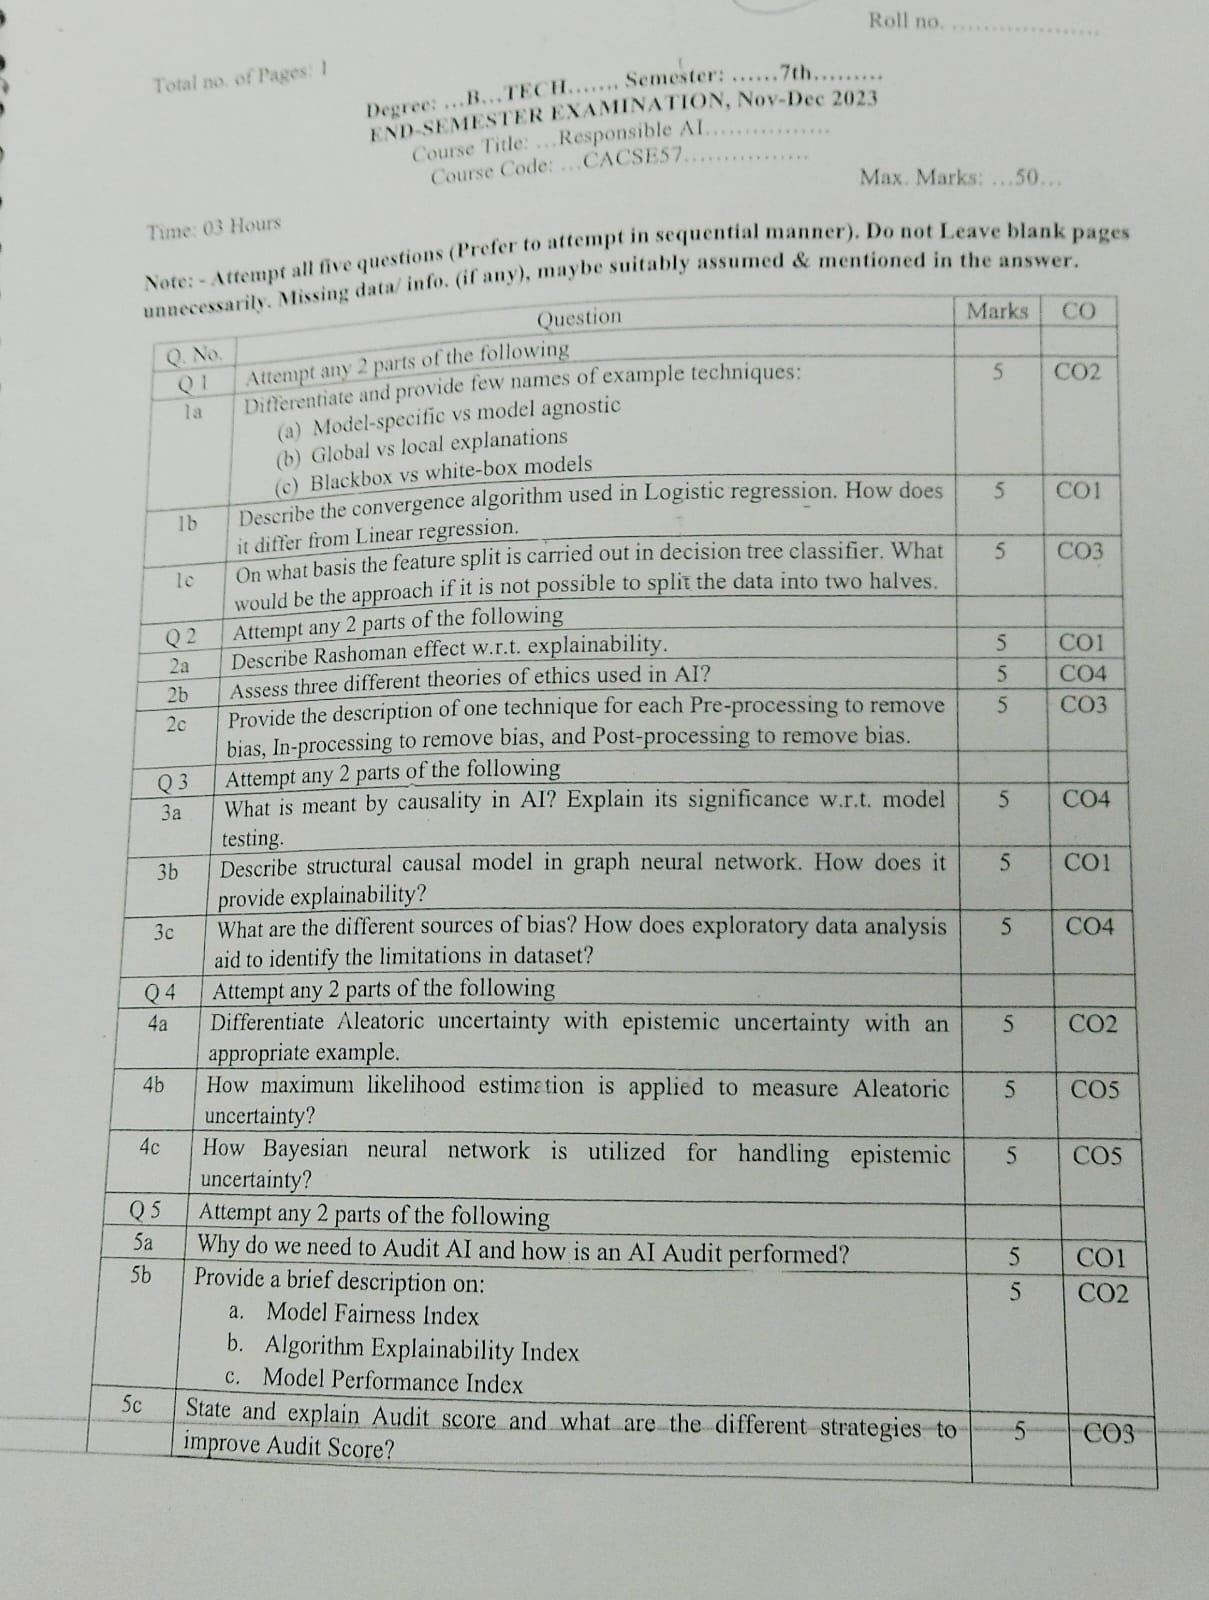 Roll no. ....................
Total no. of Pages: 1
Degree: ...B...TECH....... Semester: ......7th.........
END-SEMESTER EXAMINATION, Nov-Dec 2023
Course Title: ...Responsible AI................
Course Code: ...CACSE57................
Max. Marks: ...50...
Time: 03 Hours
Note: - Attempt all five questions (Prefer to attempt in sequential manner). Do not Leave blank pages
unnecessarily. Missing data/ info. (if any), maybe suitably assumed & mentioned in the answer.
Q. No. Question Marks CO
Q 1 Attempt any 2 parts of the following
1a Differentiate and provide few names of example techniques: 5 CO2
(a) Model-specific vs model agnostic
(b) Global vs local explanations
(c) Blackbox vs white-box models
1b Describe the convergence algorithm used in Logistic regression. How does 5 CO1
it differ from Linear regression.
1c On what basis the feature split is carried out in decision tree classifier. What 5 CO3
would be the approach if it is not possible to split the data into two halves.
Q 2 Attempt any 2 parts of the following
2a Describe Rashoman effect w.r.t. explainability. 5 CO1
2b Assess three different theories of ethics used in AI? 5 CO4
2c Provide the description of one technique for each Pre-processing to remove 5 CO3
bias, In-processing to remove bias, and Post-processing to remove bias.
Q 3 Attempt any 2 parts of the following
3a What is meant by causality in AI? Explain its significance w.r.t. model 5 CO4
testing.
3b Describe structural causal model in graph neural network. How does it 5 CO1
provide explainability?
3c What are the different sources of bias? How does exploratory data analysis 5 CO4
aid to identify the limitations in dataset?
Q 4 Attempt any 2 parts of the following
4a Differentiate Aleatoric uncertainty with epistemic uncertainty with an 5 CO2
appropriate example.
4b How maximum likelihood estimation is applied to measure Aleatoric 5 CO5
uncertainty?
4c How Bayesian neural network is utilized for handling epistemic 5 CO5
uncertainty?
Q 5 Attempt any 2 parts of the following
5a Why do we need to Audit AI and how is an AI Audit performed? 5 CO1
5b Provide a brief description on: 5 CO2
a. Model Fairness Index
b. Algorithm Explainability Index
c. Model Performance Index
5c State and explain Audit score and what are the different strategies to 5 CO3
improve Audit Score?